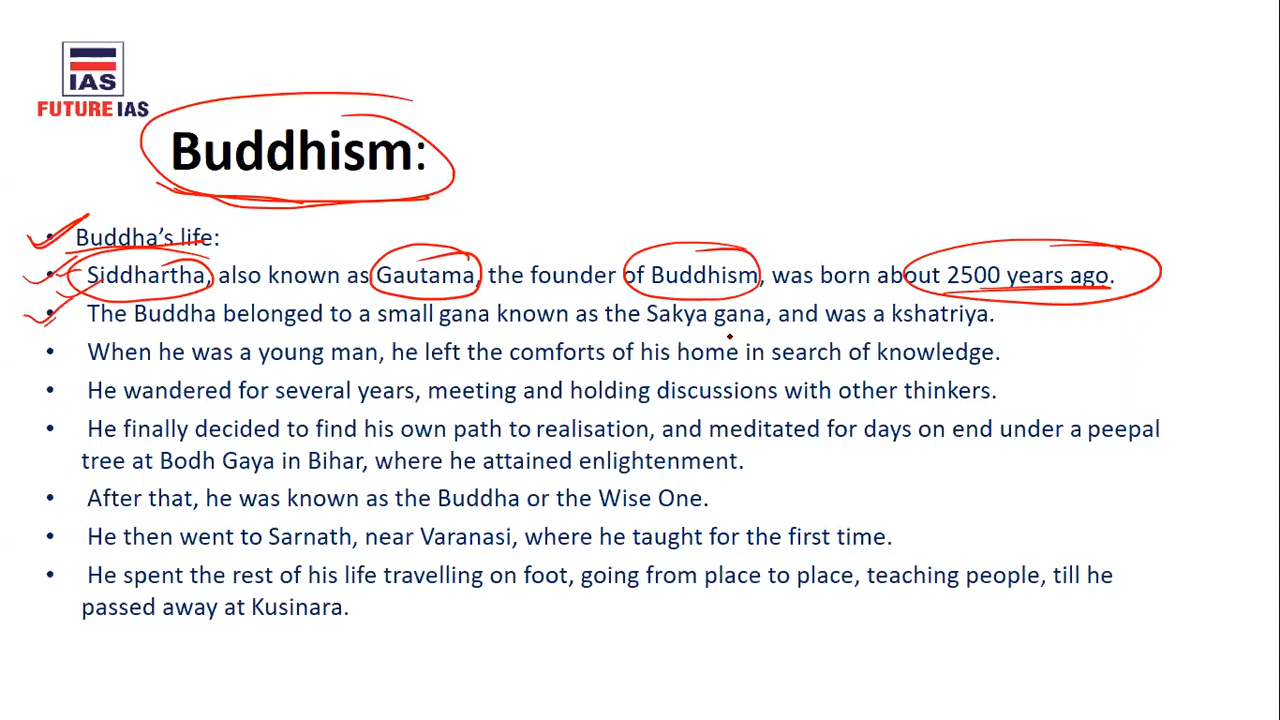 IAS
FUTURE IAS
Buddhism:
• Buddha's life:
• Siddhartha, also known as Gautama, the founder of Buddhism, was born about 2500 years ago.
• The Buddha belonged to a small gana known as the Sakya gana, and was a kshatriya.
• When he was a young man, he left the comforts of his home in search of knowledge.
• He wandered for several years, meeting and holding discussions with other thinkers.
• He finally decided to find his own path to realisation, and meditated for days on end under a peepal
tree at Bodh Gaya in Bihar, where he attained enlightenment.
• After that, he was known as the Buddha or the Wise One.
• He then went to Sarnath, near Varanasi, where he taught for the first time.
• He spent the rest of his life travelling on foot, going from place to place, teaching people, till he
passed away at Kusinara.